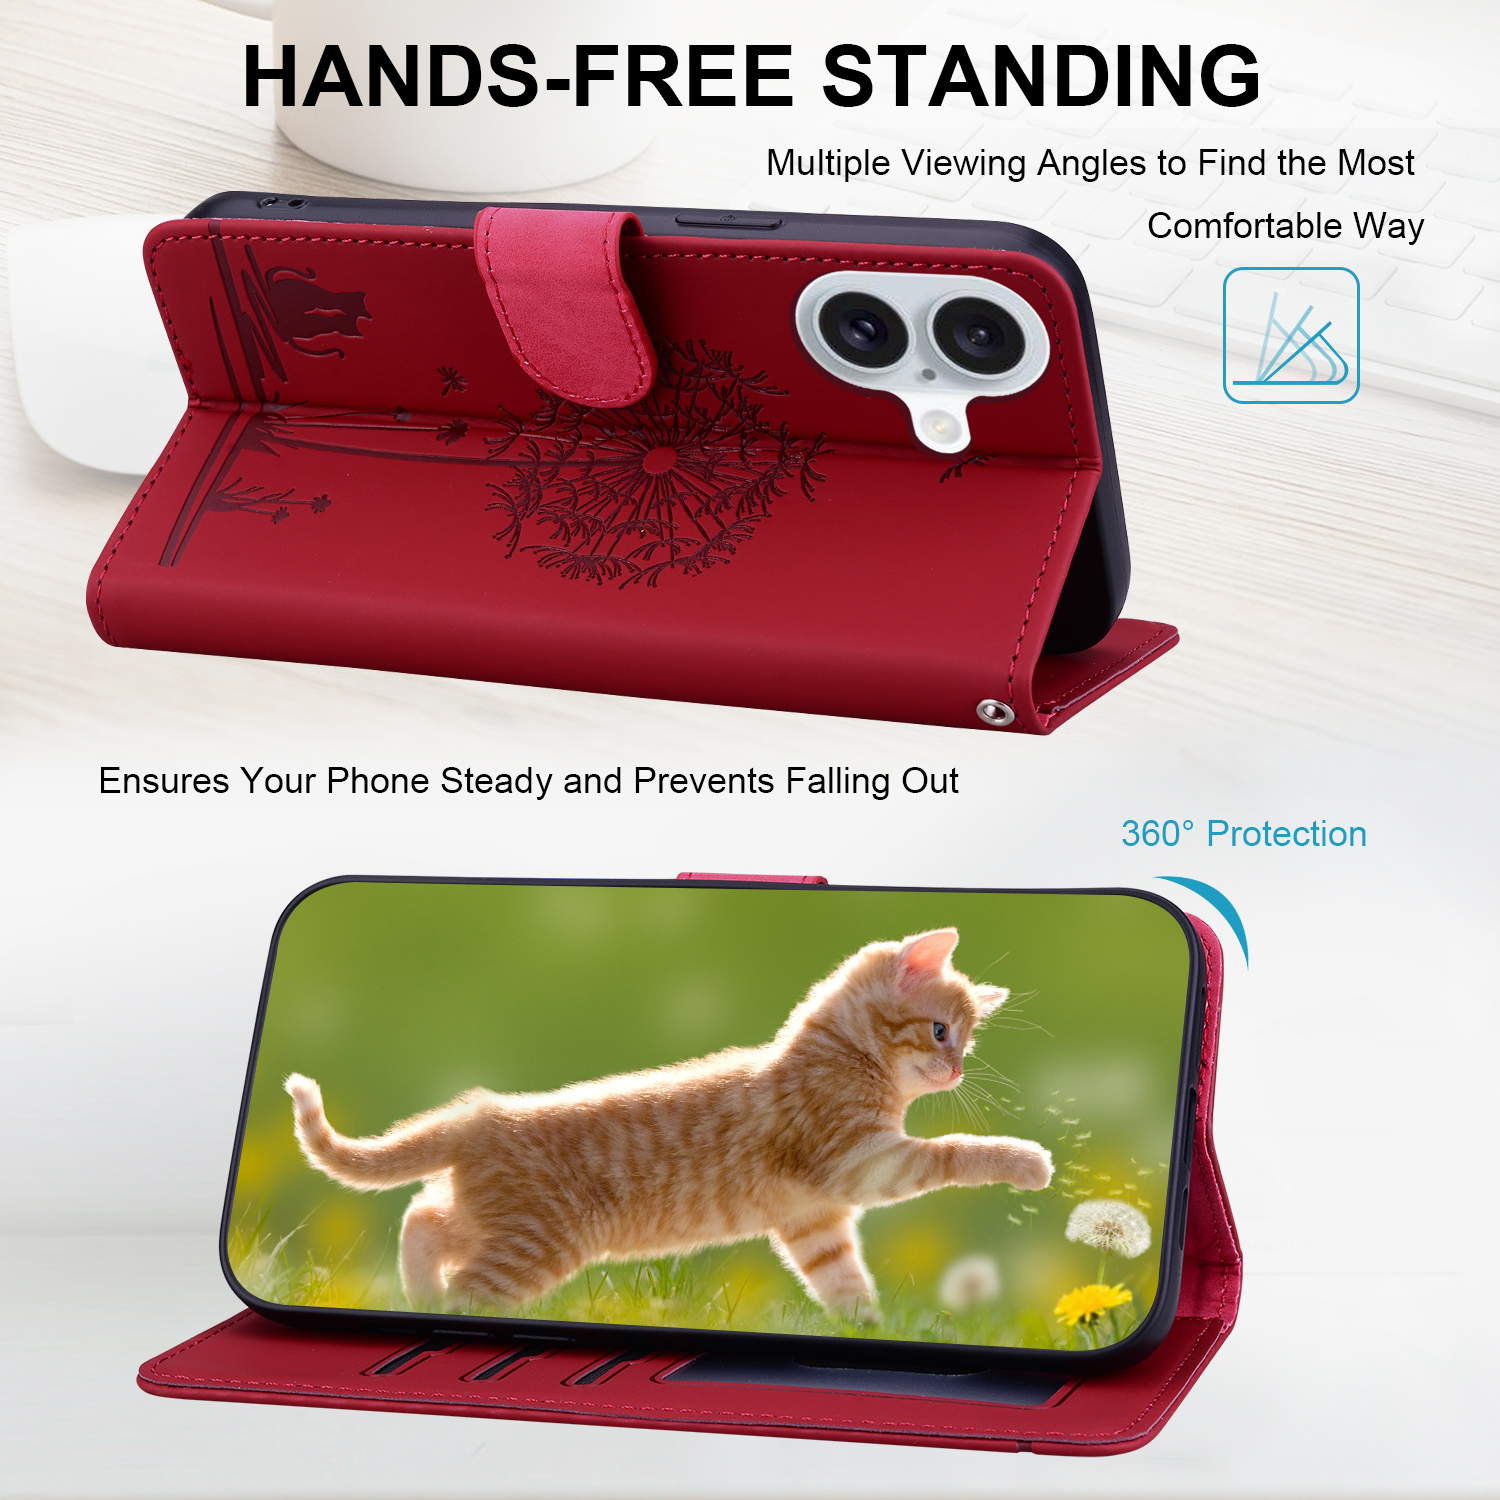 HANDS-FREE STANDING
Multiple Viewing Angles to Find the Most
Comfortable Way
Ensures Your Phone Steady and Prevents Falling Out
360° Protection